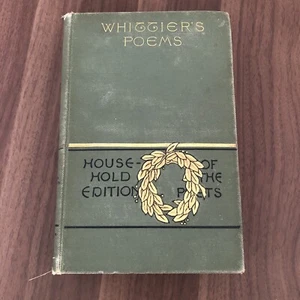 WHITTIER'S
POEMS
HOUSE- OF
HOLD THE
EDITION POETS